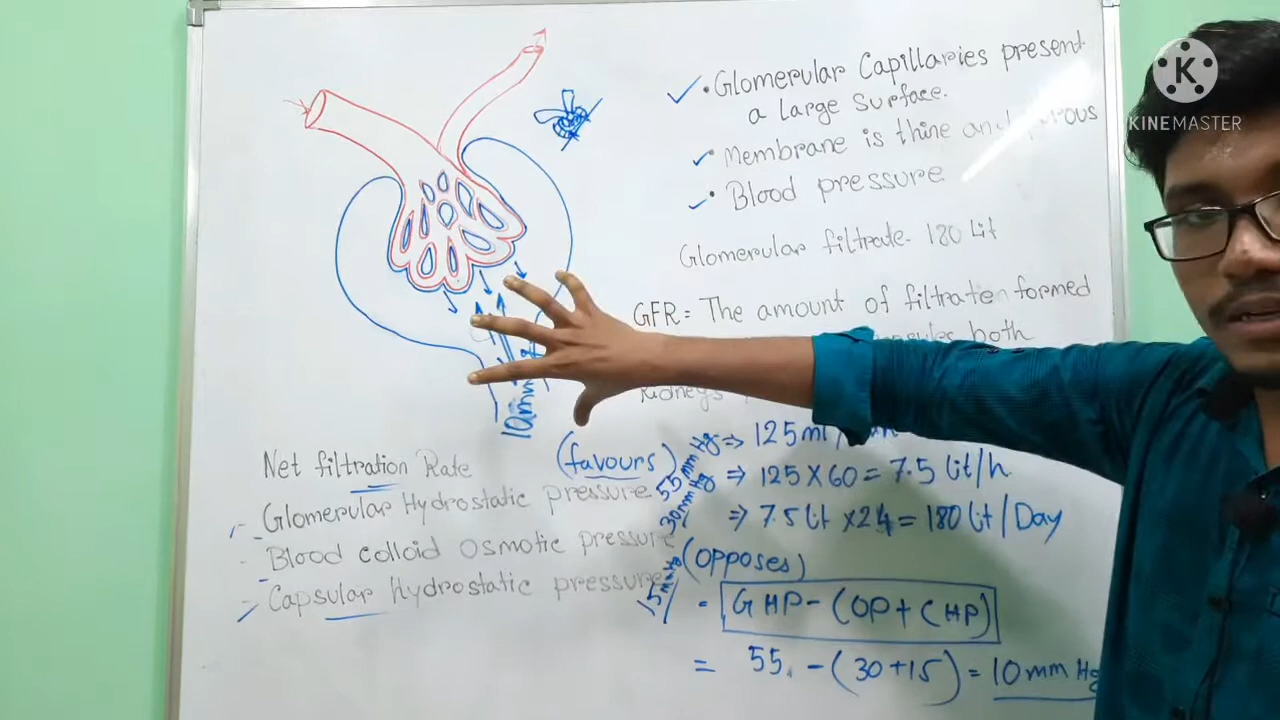 • Glomerular Capillaries present
a large surface.
• Membrane is thine and
• Blood pressure
Glomerular filtrate - 180 Lit
GFR = The amount of filtraten formed
both
Kidneys
10mm
Net filtration Rate (favours)
- Glomerular Hydrostatic pressure 55 mm Hg
- Blood colloid Osmotic pressure 30mm Hg
- Capsular Hydrostatic pressure 15mm Hg
⇒ 125 ml
⇒ 125 X 60 = 7.5 Lit/h
⇒ 7.5 Lit X 24 = 180 Lit / Day
(opposes)
- GHP - (OP + CHP)
= 55 - (30 + 15) = 10 mm Hg
K
KINEMASTER